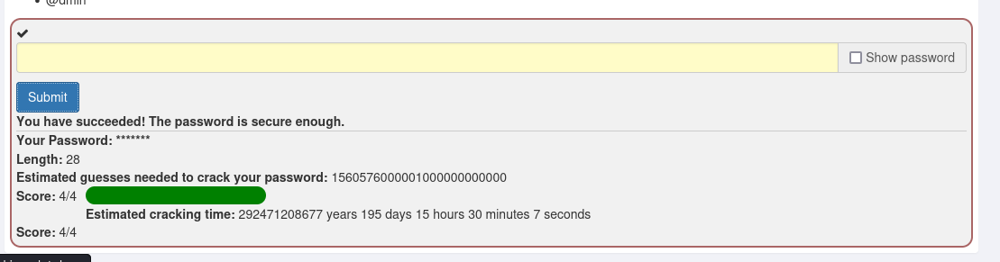 @dmin
Show password
Submit
You have succeeded! The password is secure enough.
Your Password: *******
Length: 28
Estimated guesses needed to crack your password: 1560576000001000000000000
Score: 4/4
Estimated cracking time: 292471208677 years 195 days 15 hours 30 minutes 7 seconds
Score: 4/4